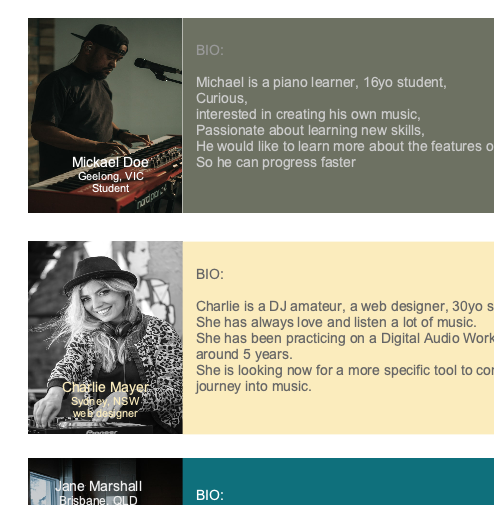 BIO:
Michael is a piano learner, 16yo student,
Curious,
interested in creating his own music,
Passionate about learning new skills,
He would like to learn more about the features o
So he can progress faster
Mickael Doe
Geelong, VIC
Student
nord
BIO:
Charlie is a DJ amateur, a web designer, 30yo s
She has always love and listen a lot of music.
She has been practicing on a Digital Audio Work
around 5 years.
She is looking now for a more specific tool to con
journey into music.
Charlie Mayer
Sydney, NSW
web designer
Pioneer
Jane Marshall
Brisbane, QLD
BIO: